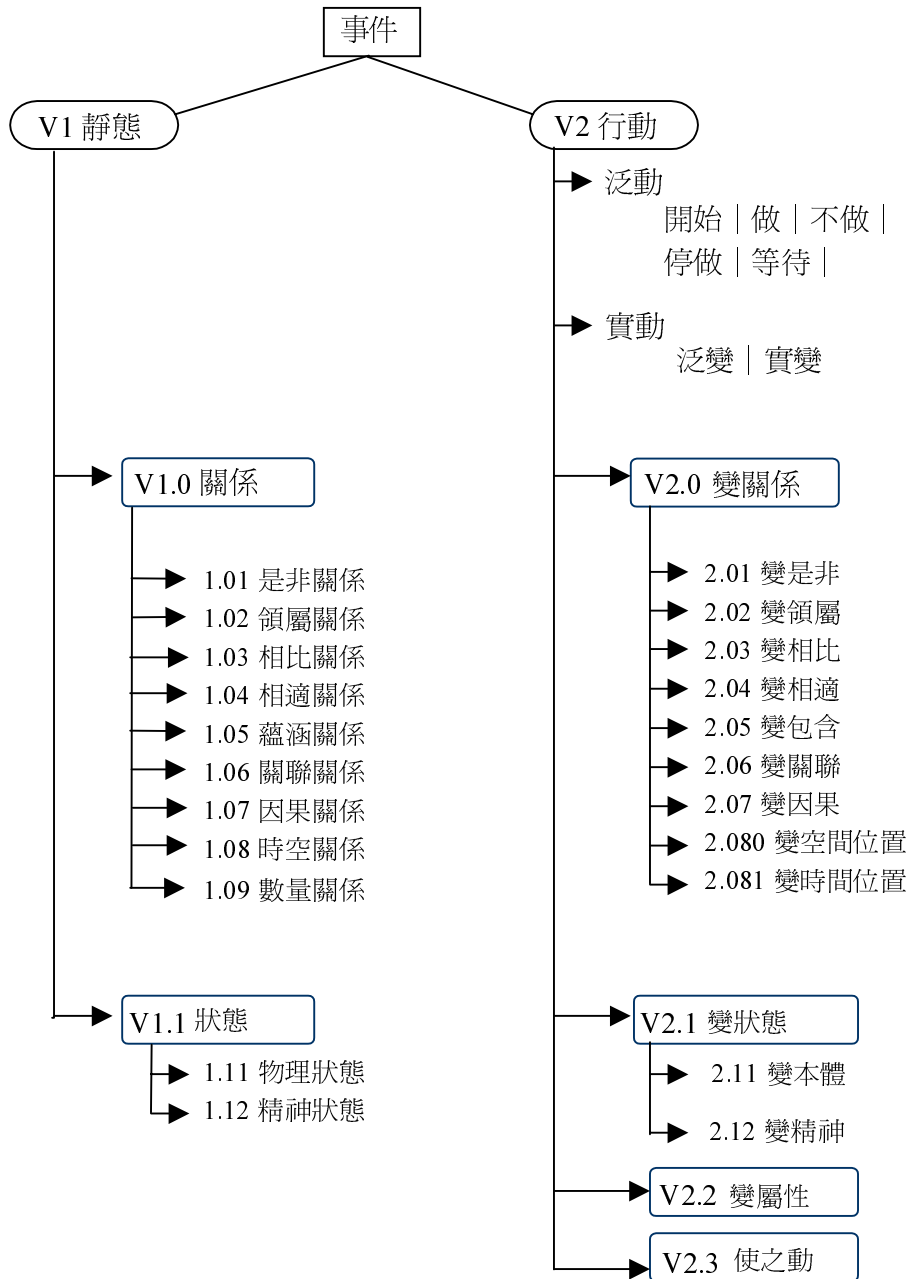 事件
V1 靜態
V2 行動
泛動
開始｜做｜不做｜
停做｜等待｜
實動
泛變｜實變
V1.0 關係
1.01 是非關係
1.02 領屬關係
1.03 相比關係
1.04 相適關係
1.05 蘊涵關係
1.06 關聯關係
1.07 因果關係
1.08 時空關係
1.09 數量關係
V1.1 狀態
1.11 物理狀態
1.12 精神狀態
V2.0 變關係
2.01 變是非
2.02 變領屬
2.03 變相比
2.04 變相適
2.05 變包含
2.06 變關聯
2.07 變因果
2.080 變空間位置
2.081 變時間位置
V2.1 變狀態
2.11 變本體
2.12 變精神
V2.2 變屬性
V2.3 使之動